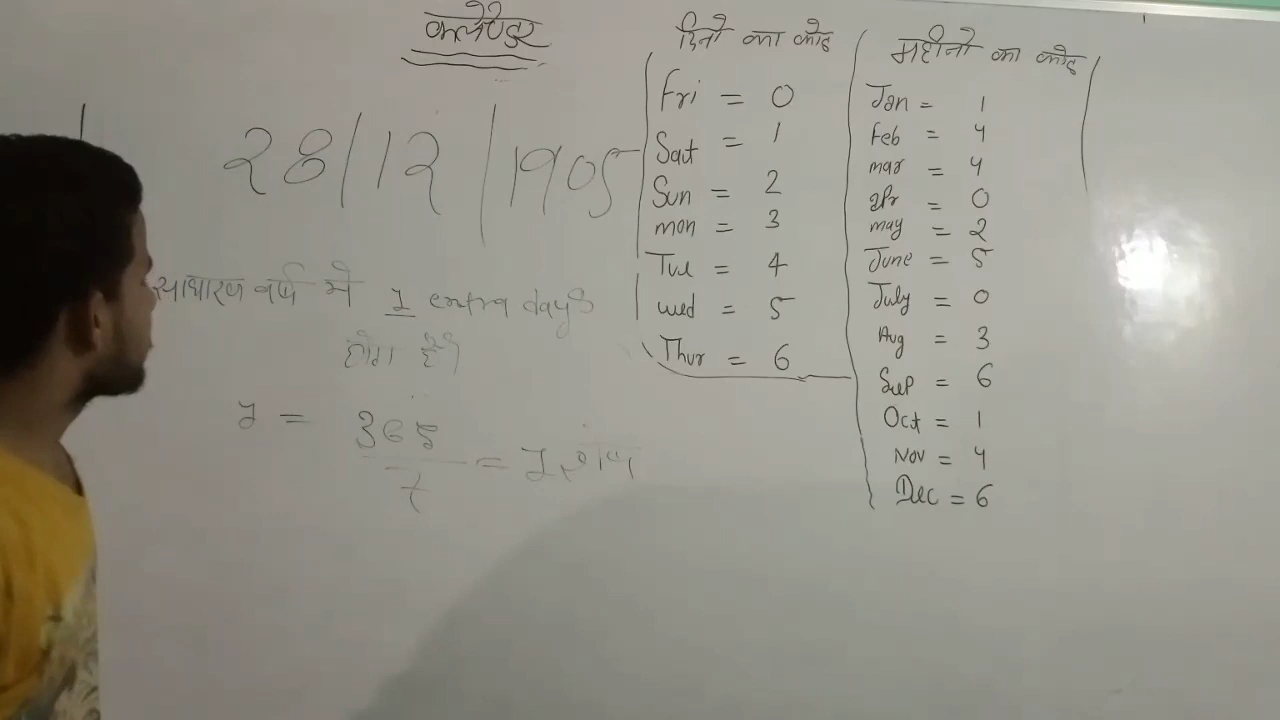 कलेण्डर
28/12/1905
साधारण वर्ष में 1 extra days
होगा है
1 = 365/7 = 1 शेष
दिनो का कोड
Fri = 0
Sat = 1
Sun = 2
mon = 3
Tue = 4
wed = 5
Thur = 6
महीनो का कोड
Jan = 1
Feb = 4
mar = 4
apr = 0
may = 2
June = 5
July = 0
Aug = 3
Sep = 6
Oct = 1
Nov = 4
Dec = 6